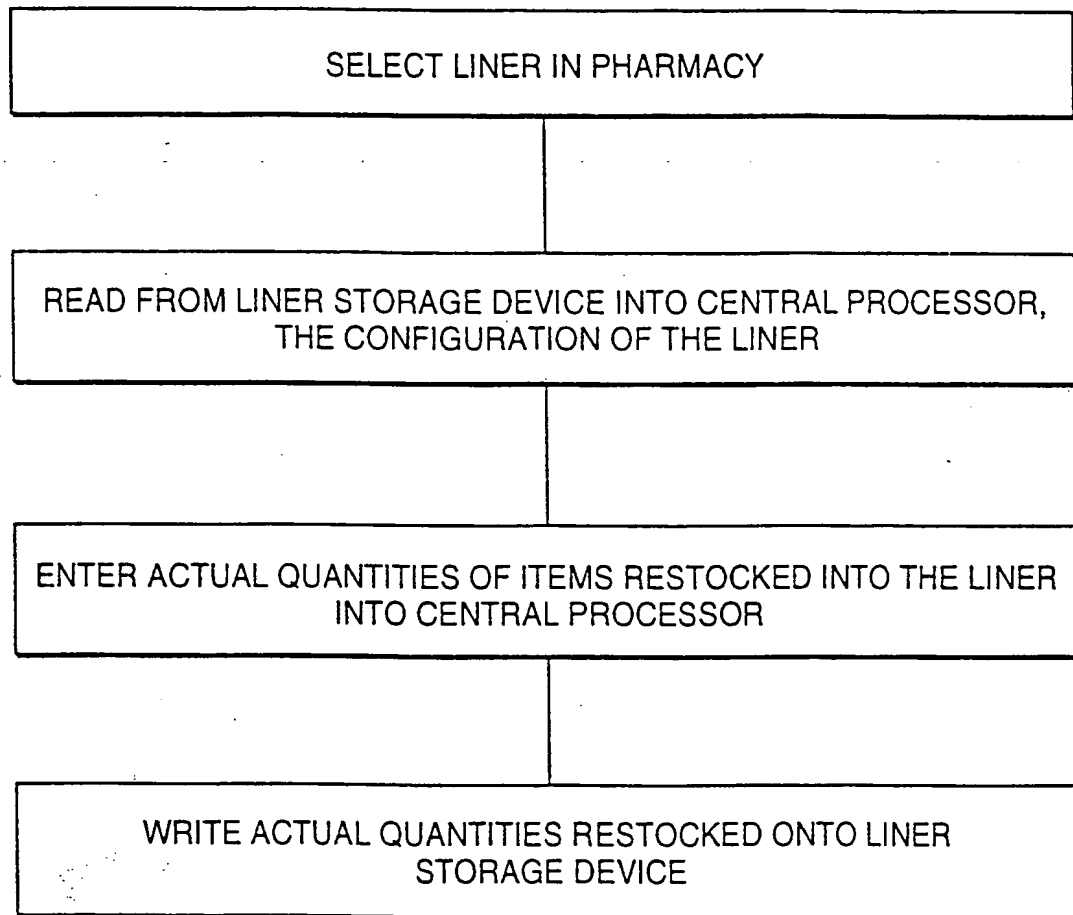 SELECT LINER IN PHARMACY
READ FROM LINER STORAGE DEVICE INTO CENTRAL PROCESSOR,
THE CONFIGURATION OF THE LINER
ENTER ACTUAL QUANTITIES OF ITEMS RESTOCKED INTO THE LINER
INTO CENTRAL PROCESSOR
WRITE ACTUAL QUANTITIES RESTOCKED ONTO LINER
STORAGE DEVICE